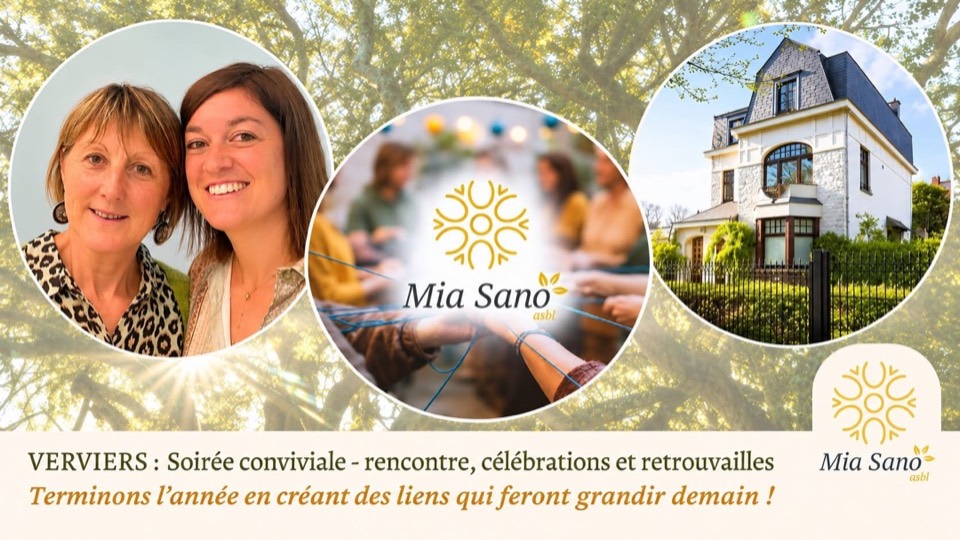 Mia Sano
asbl
VERVIERS : Soirée conviviale - rencontre, célébrations et retrouvailles
Terminons l'année en créant des liens qui feront grandir demain !
Mia Sano
asbl